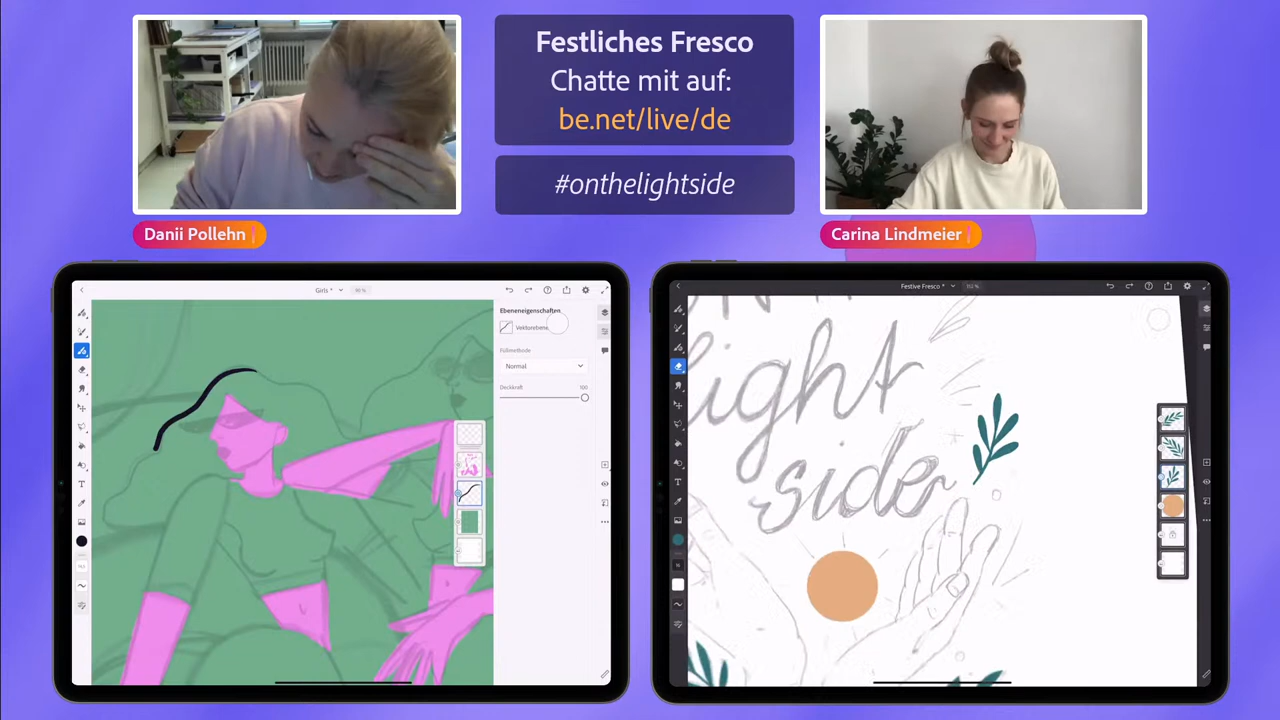 Festliches Fresco
Chatte mit auf:
be.net/live/de
#onthelightside
Danii Pollehn
Carina Lindmeier
Girls *
Ebeneneigenschaften
Vektorebene
Füllmethode
Normal
Deckkraft
100
Festive Fresco *
light
side